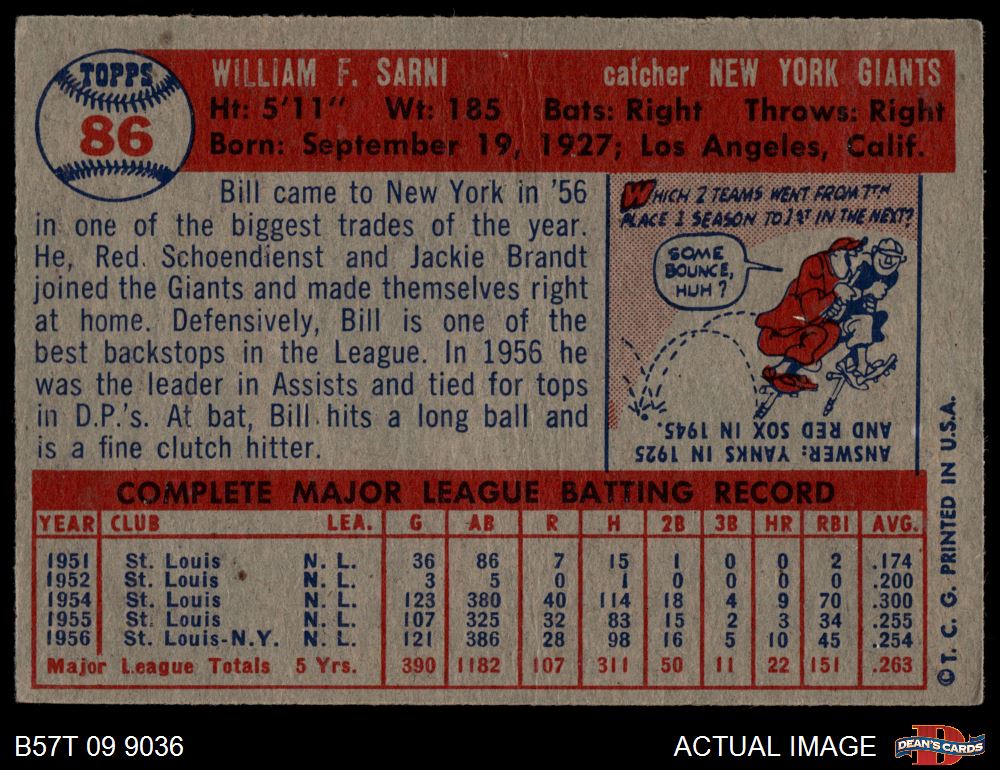 TOPPS
86
WILLIAM F. SARNI catcher NEW YORK GIANTS
Ht: 5'11" Wt: 185 Bats: Right Throws: Right
Born: September 19, 1927; Los Angeles, Calif.
Bill came to New York in '56
in one of the biggest trades of the year.
He, Red Schoendienst and Jackie Brandt
joined the Giants and made themselves right
at home. Defensively, Bill is one of the
best backstops in the League. In 1956 he
was the leader in Assists and tied for tops
in D.P.'s. At bat, Bill hits a long ball and
is a fine clutch hitter.
WHICH 2 TEAMS WENT FROM 7TH
PLACE 1 SEASON TO 1ST IN THE NEXT?
SOME
BOUNCE,
HUH?
ANSWER: YANKS IN 1925
AND RED SOX IN 1945.
COMPLETE MAJOR LEAGUE BATTING RECORD
YEAR CLUB LEA. G AB R H 2B 3B HR RBI AVG.
1951 St. Louis N. L. 36 86 7 15 1 0 0 2 .174
1952 St. Louis N. L. 3 5 0 1 0 0 0 0 .200
1954 St. Louis N. L. 123 380 40 114 18 4 9 70 .300
1955 St. Louis N. L. 107 325 32 83 15 2 3 34 .255
1956 St. Louis-N.Y. N. L. 121 386 28 98 16 5 10 45 .254
Major League Totals 5 Yrs. 390 1182 107 311 50 11 22 151 .263
© T. C. G. PRINTED IN U.S.A.
B57T 09 9036
ACTUAL IMAGE
D
DEAN'S CARDS